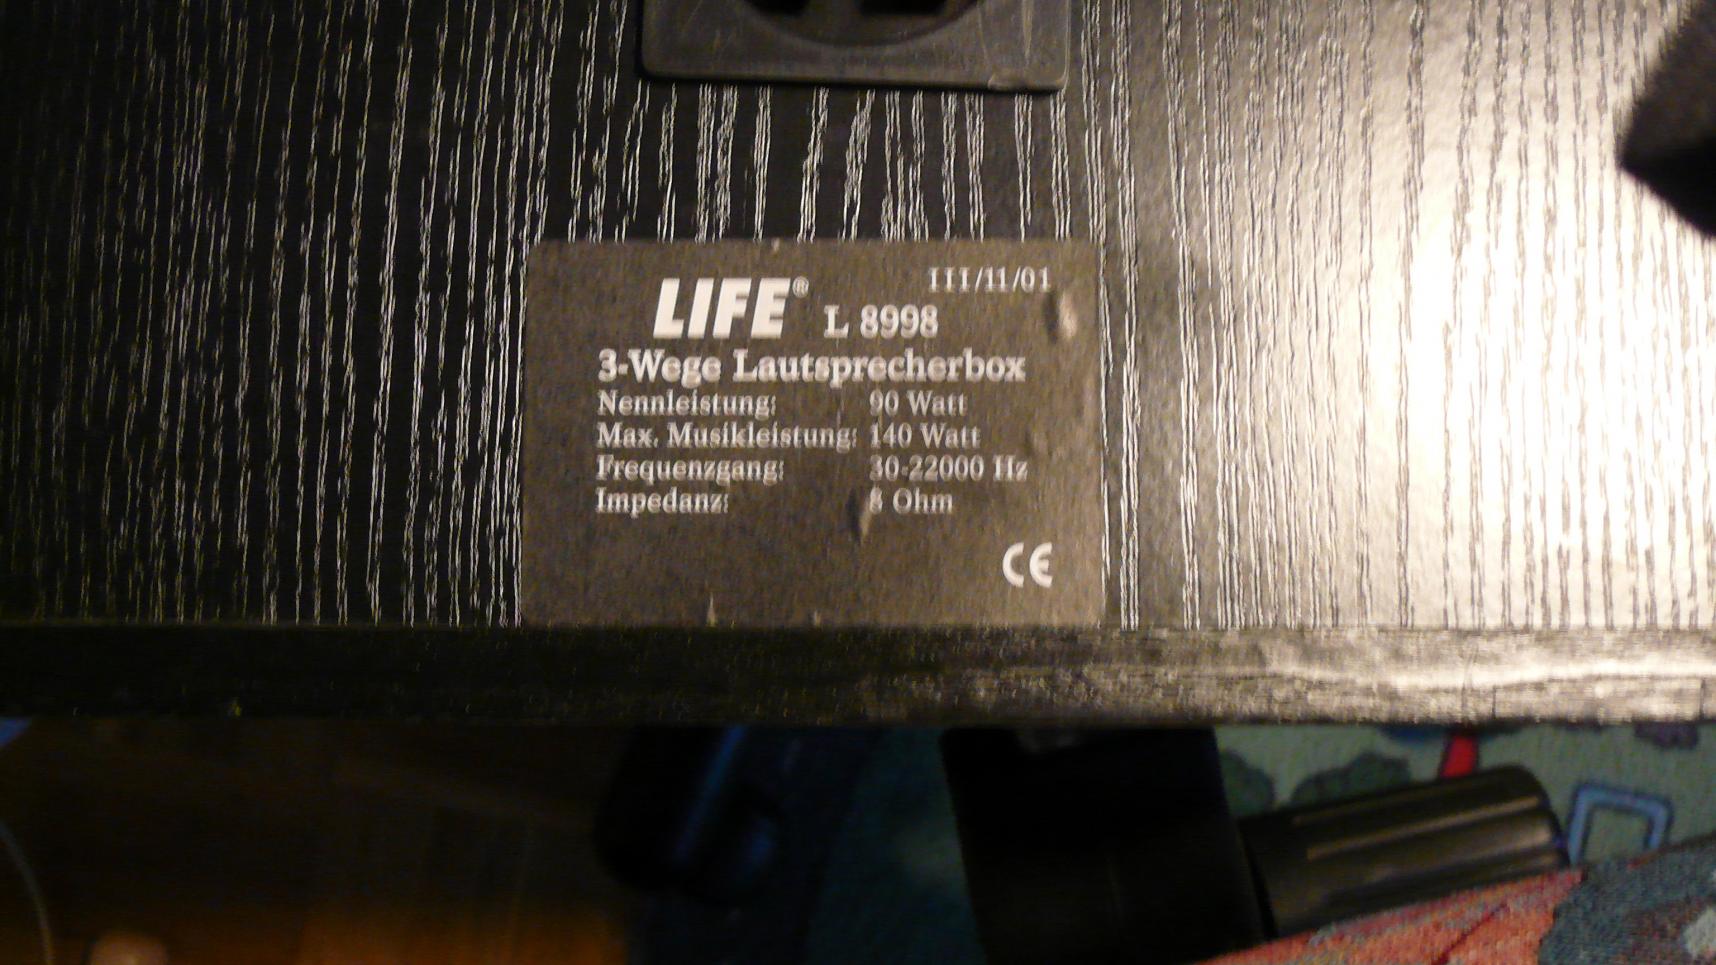 III/11/01
LIFE® L 8998
3-Wege Lautsprecherbox
Nennleistung: 90 Watt
Max. Musikleistung: 140 Watt
Frequenzgang: 30-22000 Hz
Impedanz: 8 Ohm
CE